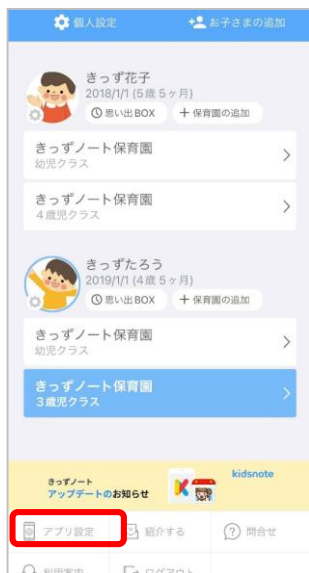 個人設定
お子さまの追加
きっず花子
2018/1/1 (5歳 5ヶ月)
思い出BOX
+ 保育園の追加
きっずノート保育園
幼児クラス
きっずノート保育園
4歳児クラス
きっずたろう
2019/1/1 (4歳 5ヶ月)
思い出BOX
+ 保育園の追加
きっずノート保育園
幼児クラス
きっずノート保育園
3歳児クラス
きっずノート
アップデートのお知らせ
kidsnote
アプリ設定
紹介する
問合せ
利用案内
ログアウト